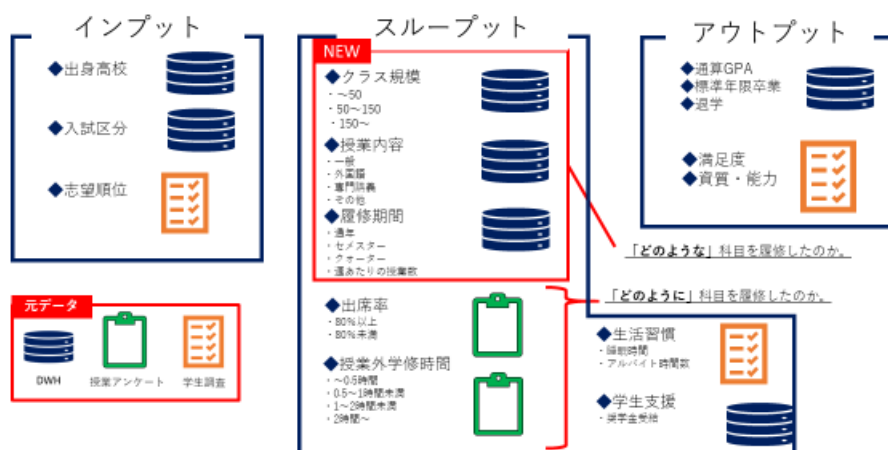 インプット
◆出身高校
◆入試区分
◆志望順位
元データ
DWH
授業アンケート
学生調査
スループット
NEW
◆クラス規模
・～50
・50～150
・150～
◆授業内容
・一般
・外国語
・専門講義
・その他
◆履修期間
・通年
・セメスター
・クォーター
・週あたりの授業数
◆出席率
・80%以上
・80%未満
◆授業外学修時間
・～0.5時間
・0.5～1時間未満
・1～2時間未満
・2時間～
アウトプット
◆通算GPA
◆標準年限卒業
◆退学
◆満足度
◆資質・能力
「どのような」科目を履修したのか。
「どのように」科目を履修したのか。
◆生活習慣
・睡眠時間
・アルバイト時間数
◆学生支援
・奨学金受給